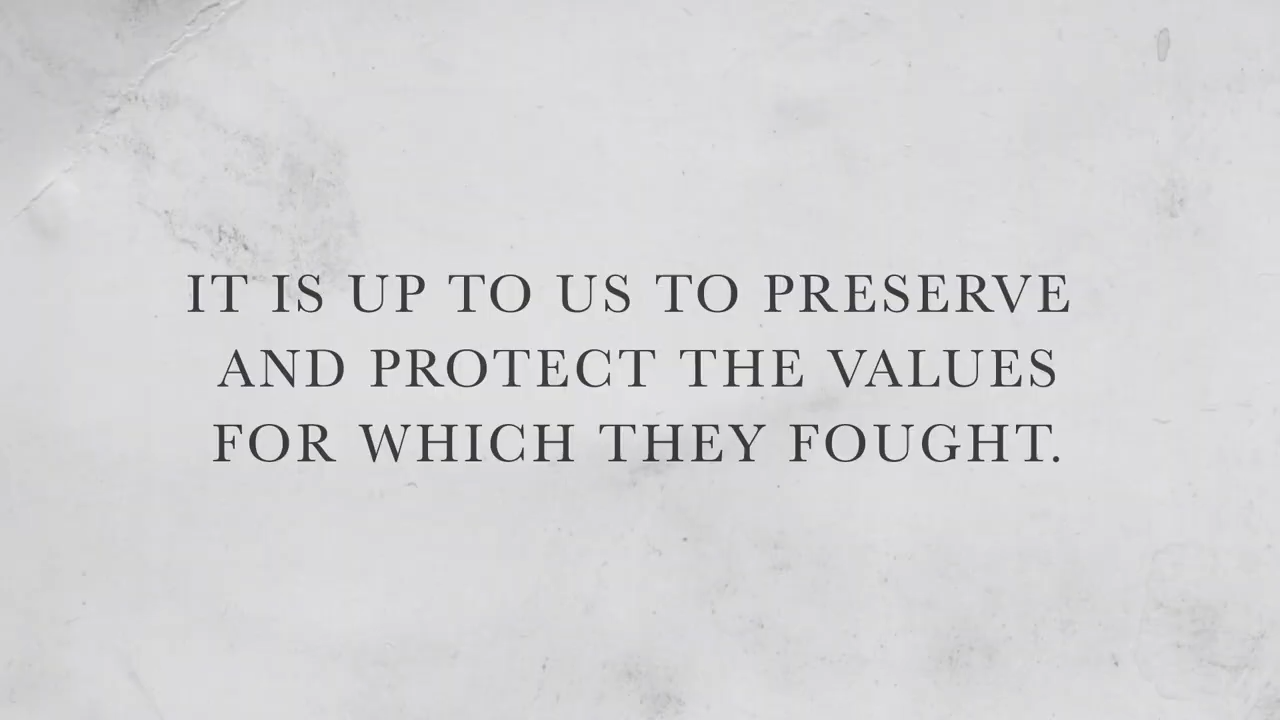 IT IS UP TO US TO PRESERVE
AND PROTECT THE VALUES
FOR WHICH THEY FOUGHT.